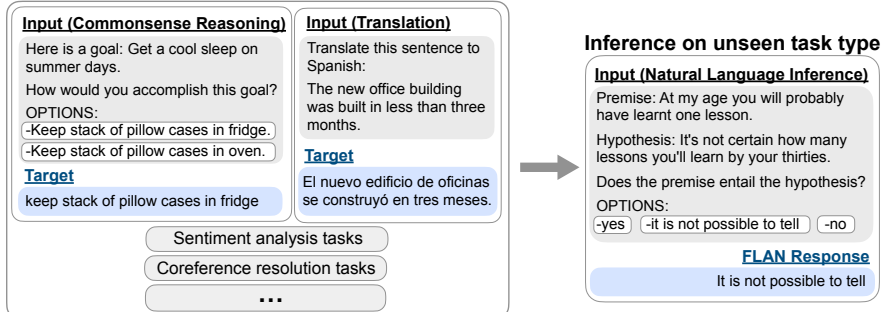 Input (Commonsense Reasoning)
Here is a goal: Get a cool sleep on
summer days.
How would you accomplish this goal?
OPTIONS:
-Keep stack of pillow cases in fridge.
-Keep stack of pillow cases in oven.
Target
keep stack of pillow cases in fridge
Input (Translation)
Translate this sentence to
Spanish:
The new office building
was built in less than three
months.
Target
El nuevo edificio de oficinas
se construyó en tres meses.
Sentiment analysis tasks
Coreference resolution tasks
...
Inference on unseen task type
Input (Natural Language Inference)
Premise: At my age you will probably
have learnt one lesson.
Hypothesis: It's not certain how many
lessons you'll learn by your thirties.
Does the premise entail the hypothesis?
OPTIONS:
-yes -it is not possible to tell -no
FLAN Response
It is not possible to tell